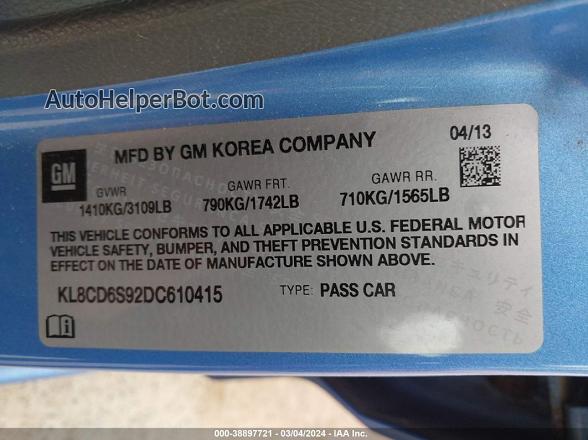 AutoHelperBot.com
GM
MFD BY GM KOREA COMPANY
04/13
GVWR GAWR FRT. GAWR RR.
1410KG/3109LB 790KG/1742LB 710KG/1565LB
THIS VEHICLE CONFORMS TO ALL APPLICABLE U.S. FEDERAL MOTOR
VEHICLE SAFETY, BUMPER, AND THEFT PREVENTION STANDARDS IN
EFFECT ON THE DATE OF MANUFACTURE SHOWN ABOVE.
KL8CD6S92DC610415 TYPE: PASS CAR
000-38897721 - 03/04/2024 - IAA Inc.